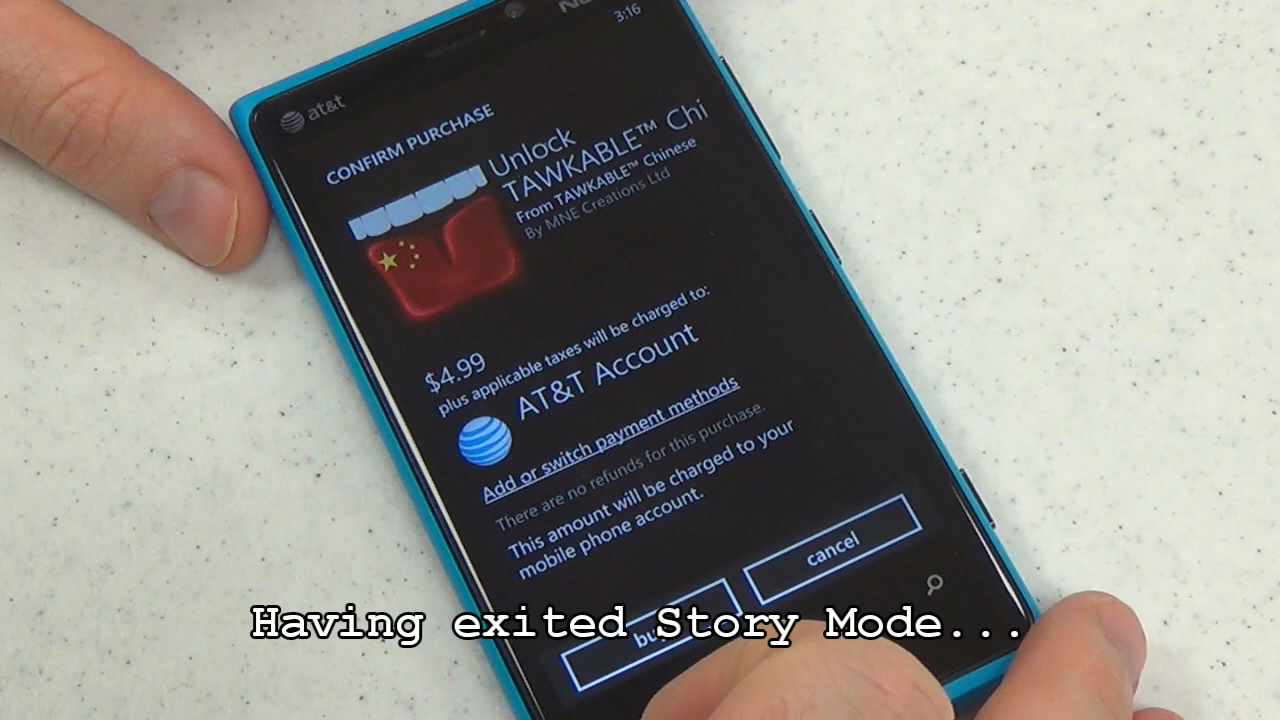 NO
3:16
at&t
CONFIRM PURCHASE
Unlock
TAWKABLE™ Chi
From TAWKABLE™ Chinese
By MNE Creations Ltd
$4.99
plus applicable taxes will be charged to:
AT&T Account
Add or switch payment methods
There are no refunds for this purchase.
This amount will be charged to your
mobile phone account.
cancel
Having exited Story Mode...